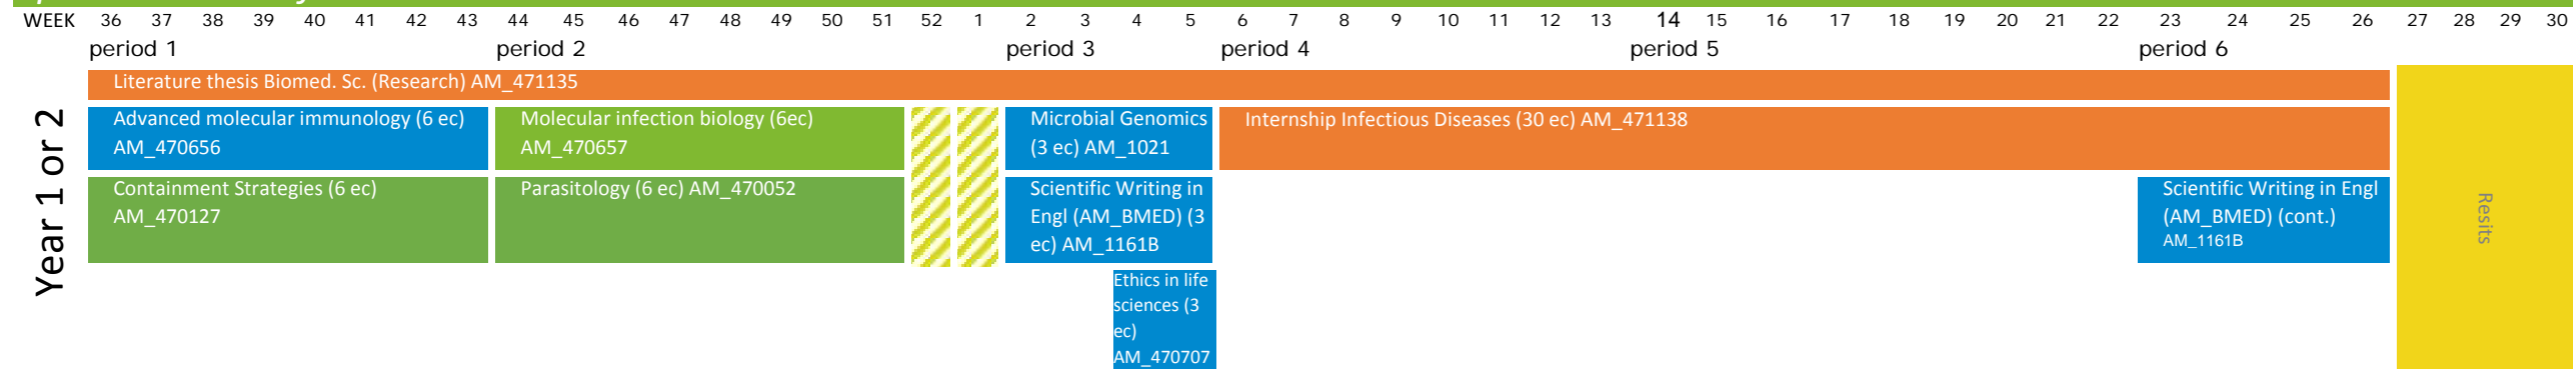 WEEK 36 37 38 39 40 41 42 43 44 45 46 47 48 49 50 51 52 1 2 3 4 5 6 7 8 9 10 11 12 13 14 15 16 17 18 19 20 21 22 23 24 25 26 27 28 29 30
period 1 period 2 period 3 period 4 period 5 period 6
Year 1 or 2
Literature thesis Biomed. Sc. (Research) AM_471135
Advanced molecular immunology (6 ec)
AM_470656
Molecular infection biology (6ec)
AM_470657
Microbial Genomics
(3 ec) AM_1021
Internship Infectious Diseases (30 ec) AM_471138
Containment Strategies (6 ec)
AM_470127
Parasitology (6 ec) AM_470052
Scientific Writing in
Engl (AM_BMED) (3
ec) AM_1161B
Scientific Writing in Engl
(AM_BMED) (cont.)
AM_1161B
Ethics in life
sciences (3
ec)
AM_470707
Resits